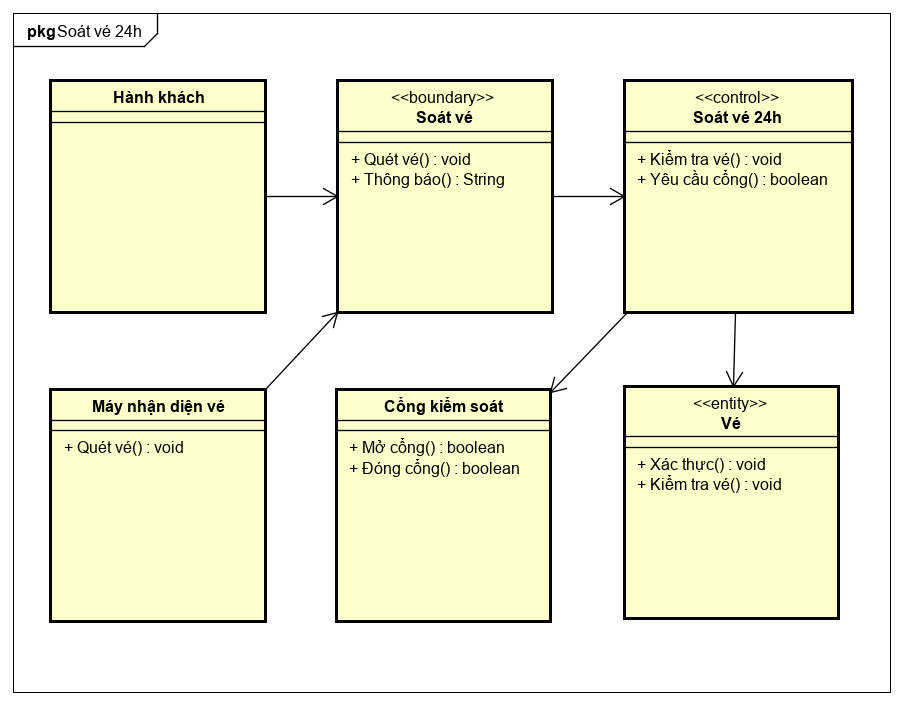 pkg Soát vé 24h
Hành khách
<<boundary>>
Soát vé
+ Quét vé() : void
+ Thông báo() : String
<<control>>
Soát vé 24h
+ Kiểm tra vé() : void
+ Yêu cầu cổng() : boolean
Máy nhận diện vé
+ Quét vé() : void
Cổng kiểm soát
+ Mở cổng() : boolean
+ Đóng cổng() : boolean
<<entity>>
Vé
+ Xác thực() : void
+ Kiểm tra vé() : void